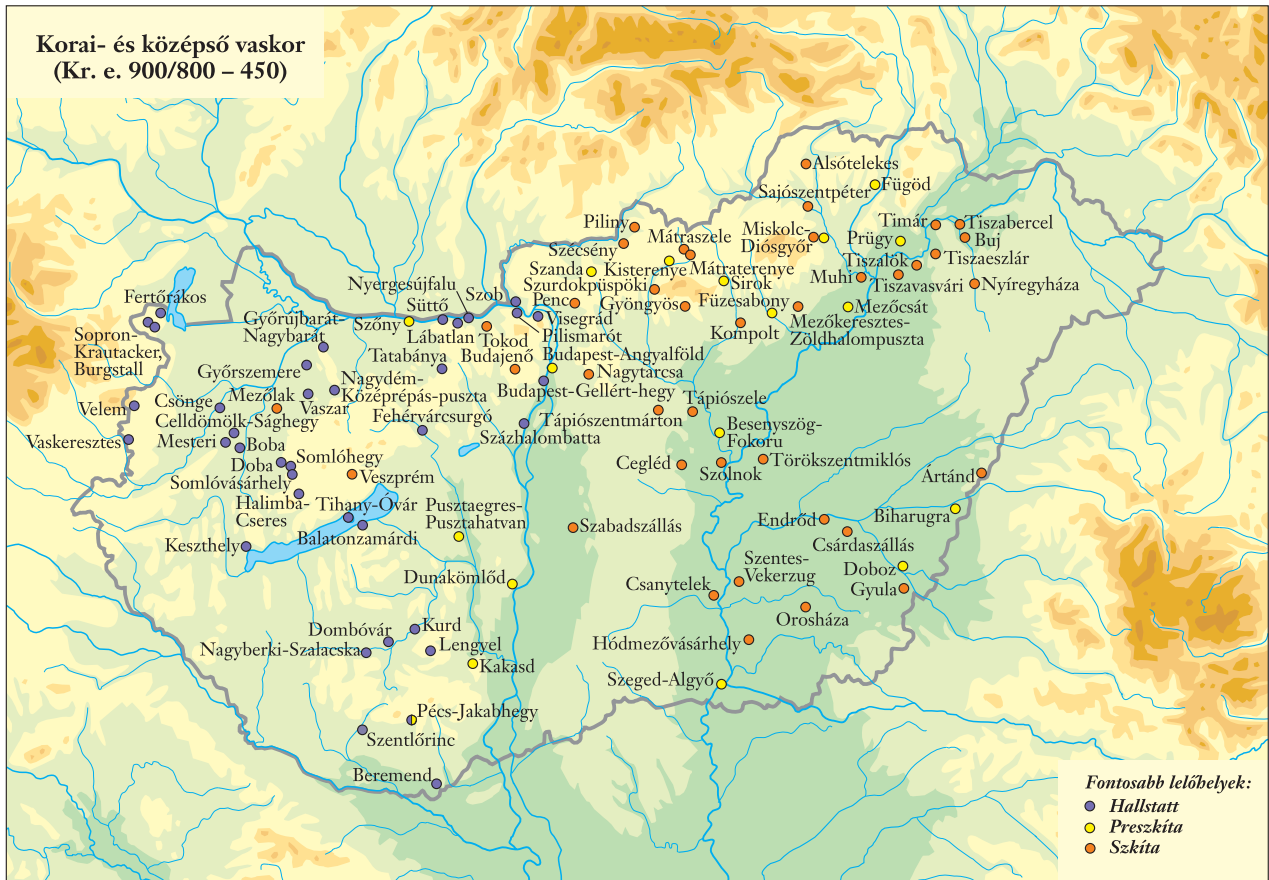 Korai- és középső vaskor
(Kr. e. 900/800 – 450)
Alsótelekes
Sajószentpéter
Fügöd
Piliny
Miskolc-
Diósgyőr
Timár
Tiszabercel
Buj
Prügy
Szécsény
Mátraszele
Tiszalök
Tiszaeszlár
Szanda
Kisterenye
Mátraterenye
Muhi
Tiszavasvári
Nyíregyháza
Szurdokpüspöki
Sirok
Fertőrákos
Nyergesújfalu
Szob
Penc
Gyöngyös
Füzesabony
Mezőcsát
Süttő
Győrújbarát-
Nagybarát
Szőny
Visegrád
Kompolt
Mezőkeresztes-
Zöldhalompuszta
Sopron-
Krautacker,
Burgstall
Lábatlan
Tokod
Pilismarót
Tatabánya
Budajenő
Budapest-Angyalföld
Győrszemere
Nagytarcsa
Nagydém-
Középrépás-puszta
Budapest-Gellért-hegy
Velem
Csönge
Mezőlak
Vaszar
Tápiószele
Celldömölk-Sághegy
Fehérvárcsurgó
Tápiószentmárton
Besenyszög-
Fokoru
Vaskeresztes
Mesteri
Boba
Százhalombatta
Doba
Somlóhegy
Cegléd
Szolnok
Törökszentmiklós
Somlóvásárhely
Veszprém
Ártánd
Halimba-
Cseres
Tihany-Óvár
Pusztaegres-
Pusztahatvan
Endrőd
Biharugra
Keszthely
Balatonzamárdi
Szabadszállás
Csárdaszállás
Dunakömlőd
Csanytelek
Szentes-
Vekerzug
Doboz
Gyula
Orosháza
Dombóvár
Kurd
Nagyberki-Szalacska
Lengyel
Hódmezővásárhely
Kakasd
Szeged-Algyő
Pécs-Jakabhegy
Szentlőrinc
Beremend
Fontosabb lelőhelyek:
Hallstatt
Preszkíta
Szkíta